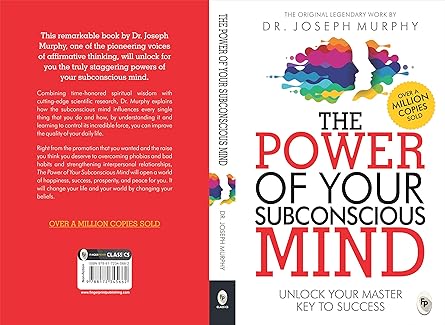 This remarkable book by Dr. Joseph
Murphy, one of the pioneering voices
of affirmative thinking, will unlock for
you the truly staggering powers of
your subconscious mind.
Combining time-honored spiritual wisdom with
cutting-edge scientific research, Dr. Murphy explains
how the subconscious mind influences every single
thing that you do and how, by understanding it and
learning to control its incredible force, you can improve
the quality of your daily life.
Right from the promotion that you wanted and the raise
you think you deserve to overcoming phobias and bad
habits and strengthening interpersonal relationships,
The Power of Your Subconscious Mind will open a world
of happiness, success, prosperity, and peace for you. It
will change your life and your world by changing your
beliefs.
OVER A MILLION COPIES SOLD
CLASSICS
www.fingerprintpublishing.com
THE POWER OF YOUR SUBCONSCIOUS MIND
DR. JOSEPH MURPHY
FP
CLASSICS
THE ORIGINAL LEGENDARY WORK BY
DR. JOSEPH MURPHY
OVER A
MILLION
COPIES
SOLD
THE
POWER
OF YOUR
SUBCONSCIOUS
MIND
UNLOCK YOUR MASTER
KEY TO SUCCESS
FP